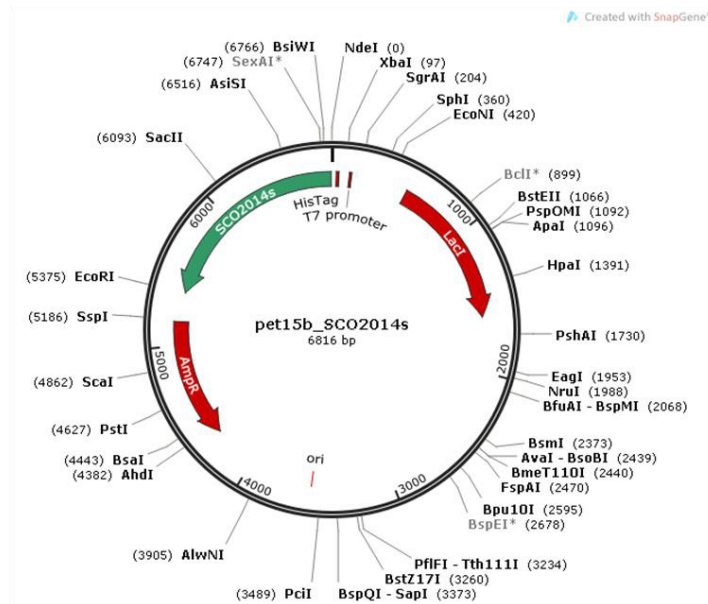 Created with SnapGene®
(6766) BsiWI
(6747) SexAI*
(6516) AsiSI
(6093) SacII
(5375) EcoRI
(5186) SspI
(4862) ScaI
(4627) PstI
(4443) BsaI
(4382) AhdI
(3905) AlwNI
(3489) PciI
NdeI (0)
XbaI (97)
SgrAI (204)
SphI (360)
EcoNI (420)
BclI* (899)
BstEII (1066)
PspOMI (1092)
ApaI (1096)
HpaI (1391)
PshAI (1730)
EagI (1953)
NruI (1988)
BfuAI - BspMI (2068)
BsmI (2373)
AvaI - BsoBI (2439)
BmeT110I (2440)
FspAI (2470)
Bpu10I (2595)
BspEI* (2678)
PflFI - Tth111I (3234)
BstZ17I (3260)
BspQI - SapI (3373)
HisTag
T7 promoter
SCO2014s
LacI
AmpR
ori
1000
2000
3000
4000
5000
6000
pet15b_SCO2014s
6816 bp